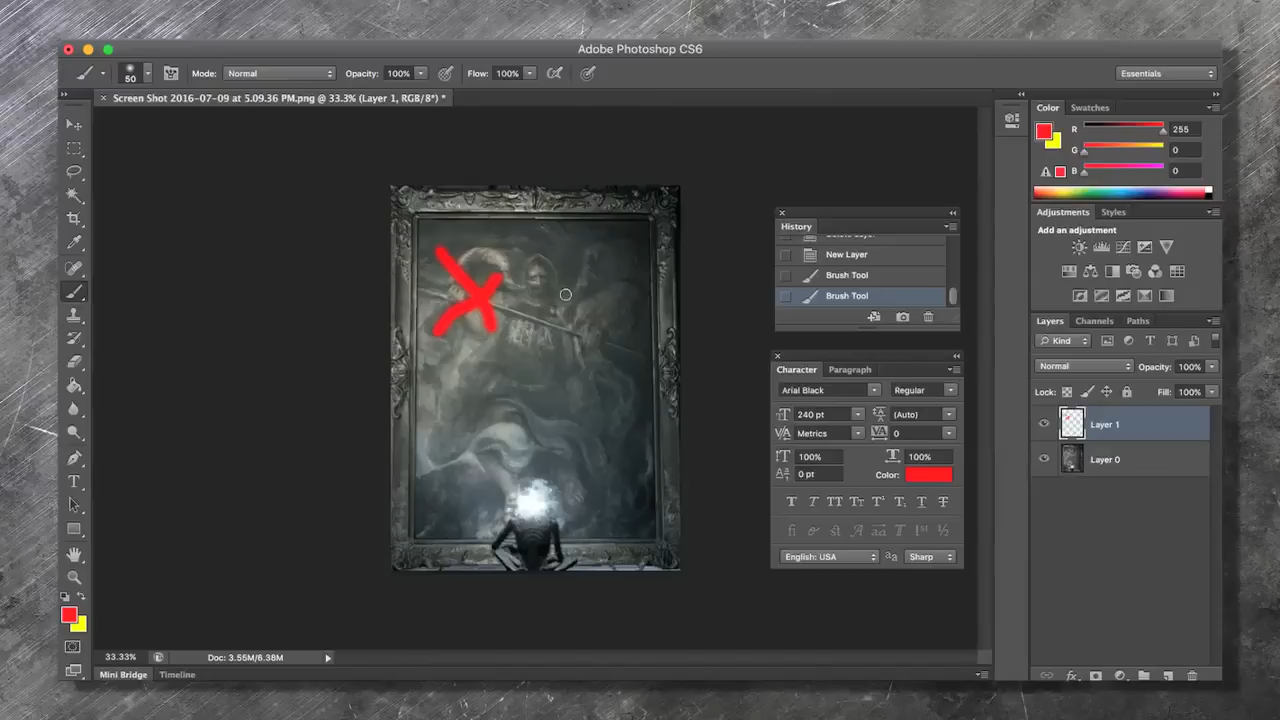 Adobe Photoshop CS6
50 Mode: Normal Opacity: 100% Flow: 100% Essentials
× Screen Shot 2016-07-09 at 5.09.36 PM.png @ 33.3% (Layer 1, RGB/8*) *
Color Swatches
R 255
G 0
B 0
Adjustments Styles
Add an adjustment
History
New Layer
Brush Tool
Brush Tool
Layers Channels Paths
Kind
Normal Opacity: 100%
Lock: Fill: 100%
Layer 1
Layer 0
Character Paragraph
Arial Black Regular
240 pt (Auto)
Metrics 0
100% 100%
0 pt Color:
English: USA aa Sharp
33.33% Doc: 3.55M/6.38M
Mini Bridge Timeline